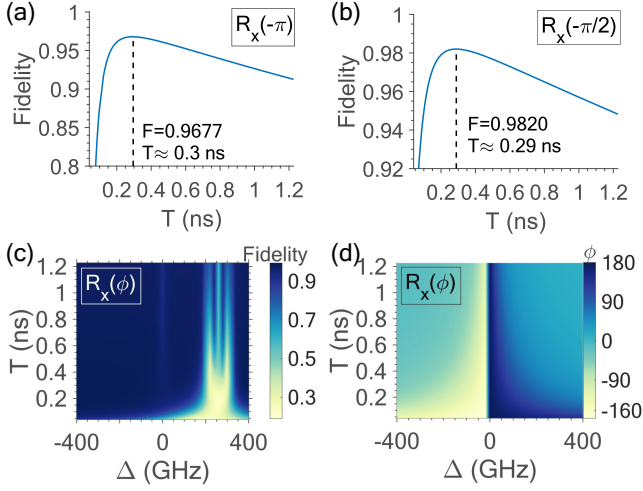 (a)
R_x(-π)
Fidelity
0.95
0.9
0.85
0.8
F=0.9677
T≈ 0.3 ns
0.2 0.4 0.6 0.8 1 1.2
T (ns)
(b)
R_x(-π/2)
Fidelity
1
0.98
0.96
0.94
0.92
F=0.9820
T≈ 0.29 ns
0.2 0.4 0.6 0.8 1 1.2
T (ns)
(c)
Fidelity
R_x(ϕ)
T (ns)
1.2
1
0.8
0.6
0.4
0.2
-400 0 400
Δ (GHz)
0.9
0.7
0.5
0.3
(d)
ϕ
R_x(ϕ)
T (ns)
1.2
1
0.8
0.6
0.4
0.2
-400 0 400
Δ (GHz)
180
90
0
-90
-160